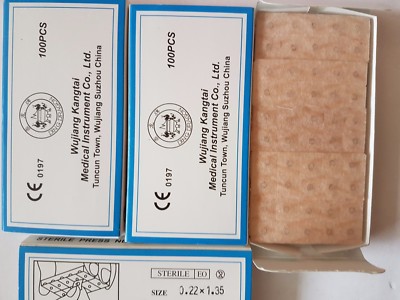 100PCS
Wujiang Kangtai
Medical Instrument Co., Ltd.
Tuncun Town, Wujiang Suzhou China
CE 0197
100PCS
Wujiang Kangtai
Medical Instrument Co., Ltd.
Tuncun Town, Wujiang Suzhou China
CE 0197
STERILE PRESS
STERILE EO
SIZE 0.22×1.35